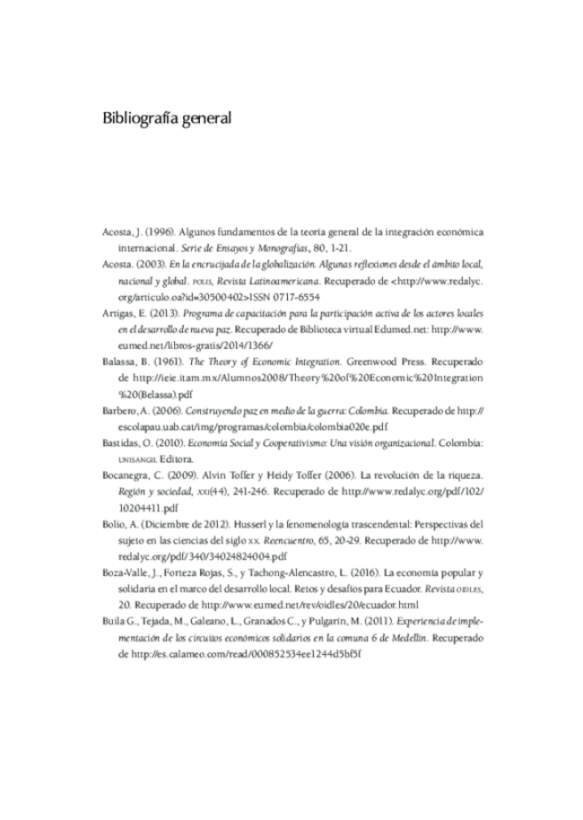 Bibliografía general
Acosta, J. (1996). Algunos fundamentos de la teoría general de la integración económica
internacional. Serie de Ensayos y Monografías, 80, 1-21.
Acosta. (2003). En la encrucijada de la globalización. Algunas reflexiones desde el ámbito local,
nacional y global. POLIS, Revista Latinoamericana. Recuperado de <http://www.redalyc.
org/articulo.oa?id=30500402>ISSN 0717-6554
Artigas, E. (2013). Programa de capacitación para la participación activa de los actores locales
en el desarrollo de nueva paz. Recuperado de Biblioteca virtual Edumed.net: http://www.
eumed.net/libros-gratis/2014/1366/
Balassa, B. (1961). The Theory of Economic Integration. Greenwood Press. Recuperado
de http://ieie.itam.mx/Alumnos2008/Theory%20of%20Economic%20Integration
%20(Belassa).pdf
Barbero, A. (2006). Construyendo paz en medio de la guerra: Colombia. Recuperado de http://
escolapau.uab.cat/img/programas/colombia/colombia020e.pdf
Bastidas, O. (2010). Economía Social y Cooperativismo: Una visión organizacional. Colombia:
UNISANGIL Editora.
Bocanegra, C. (2009). Alvin Toffer y Heidy Toffer (2006). La revolución de la riqueza.
Región y sociedad, XXI(44), 241-246. Recuperado de http://www.redalyc.org/pdf/102/
10204411.pdf
Bolio, A. (Diciembre de 2012). Husserl y la fenomenología trascendental: Perspectivas del
sujeto en las ciencias del siglo XX. Reencuentro, 65, 20-29. Recuperado de http://www.
redalyc.org/pdf/340/34024824004.pdf
Boza-Valle, J., Forteza Rojas, S., y Tachong-Alencastro, L. (2016). La economía popular y
solidaria en el marco del desarrollo local. Retos y desafíos para Ecuador. Revista OIDLES,
20. Recuperado de http://www.eumed.net/rev/oidles/20/ecuador.html
Buila G., Tejada, M., Galeano, L., Granados C., y Pulgarín, M. (2011). Experiencia de imple-
mentación de los circuitos económicos solidarios en la comuna 6 de Medellín. Recuperado
de http://es.calameo.com/read/000852534ee1244d5bf5f